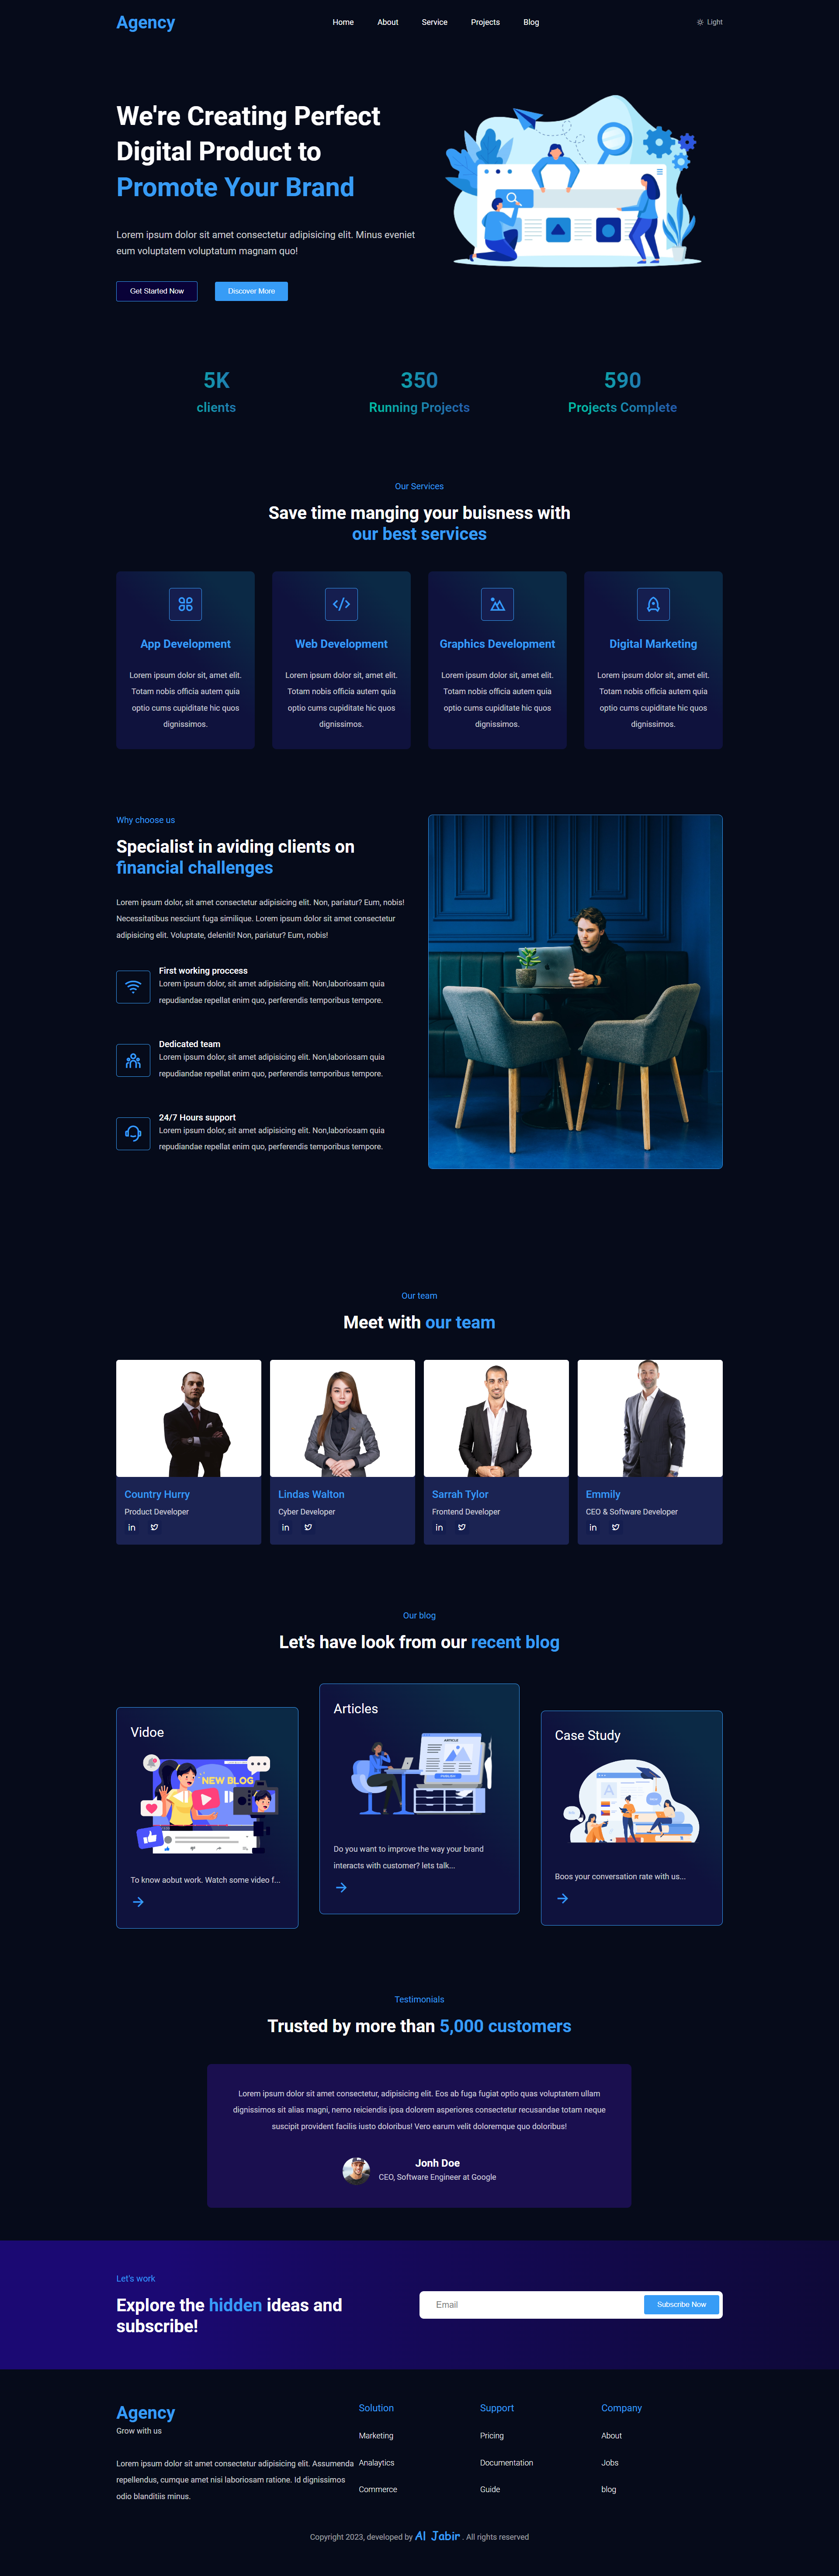 Agency
Home
About
Service
Projects
Blog
Light
We're Creating Perfect
Digital Product to
Promote Your Brand
Lorem ipsum dolor sit amet consectetur adipisicing elit. Minus eveniet
eum voluptatem voluptatum magnam quo!
Get Started Now
Discover More
5K
clients
350
Running Projects
590
Projects Complete
Our Services
Save time manging your buisness with
our best services
App Development
Lorem ipsum dolor sit, amet elit.
Totam nobis officia autem quia
optio cums cupiditate hic quos
dignissimos.
Web Development
Lorem ipsum dolor sit, amet elit.
Totam nobis officia autem quia
optio cums cupiditate hic quos
dignissimos.
Graphics Development
Lorem ipsum dolor sit, amet elit.
Totam nobis officia autem quia
optio cums cupiditate hic quos
dignissimos.
Digital Marketing
Lorem ipsum dolor sit, amet elit.
Totam nobis officia autem quia
optio cums cupiditate hic quos
dignissimos.
Why choose us
Specialist in aviding clients on
financial challenges
Lorem ipsum dolor, sit amet consectetur adipisicing elit. Non, pariatur? Eum, nobis!
Necessitatibus nesciunt fuga similique. Lorem ipsum dolor sit amet consectetur
adipisicing elit. Voluptate, deleniti! Non, pariatur? Eum, nobis!
First working proccess
Lorem ipsum dolor, sit amet adipisicing elit. Non,laboriosam quia
repudiandae repellat enim quo, perferendis temporibus tempore.
Dedicated team
Lorem ipsum dolor, sit amet adipisicing elit. Non,laboriosam quia
repudiandae repellat enim quo, perferendis temporibus tempore.
24/7 Hours support
Lorem ipsum dolor, sit amet adipisicing elit. Non,laboriosam quia
repudiandae repellat enim quo, perferendis temporibus tempore.
Our team
Meet with our team
Country Hurry
Product Developer
in
Lindas Walton
Cyber Developer
in
Sarrah Tylor
Frontend Developer
in
Emmily
CEO & Software Developer
in
Our blog
Let's have look from our recent blog
Vidoe
NEW BLOG
To know aobut work. Watch some video f...
Articles
ARTICLE
Do you want to improve the way your brand
interacts with customer? lets talk...
Case Study
A
Boos your conversation rate with us...
Testimonials
Trusted by more than 5,000 customers
Lorem ipsum dolor sit amet consectetur, adipisicing elit. Eos ab fuga fugiat optio quas voluptatem ullam
dignissimos sit alias magni, nemo reiciendis ipsa dolorem asperiores consectetur recusandae totam neque
suscipit provident facilis iusto doloribus! Vero earum velit doloremque quo doloribus!
Jonh Doe
CEO, Software Engineer at Google
Let's work
Explore the hidden ideas and
subscribe!
Email
Subscribe Now
Agency
Grow with us
Lorem ipsum dolor sit amet consectetur adipisicing elit. Assumenda
repellendus, cumque amet nisi laboriosam ratione. Id dignissimos
odio blanditiis minus.
Solution
Marketing
Analaytics
Commerce
Support
Pricing
Documentation
Guide
Company
About
Jobs
blog
Copyright 2023, developed by Al Jabir . All rights reserved